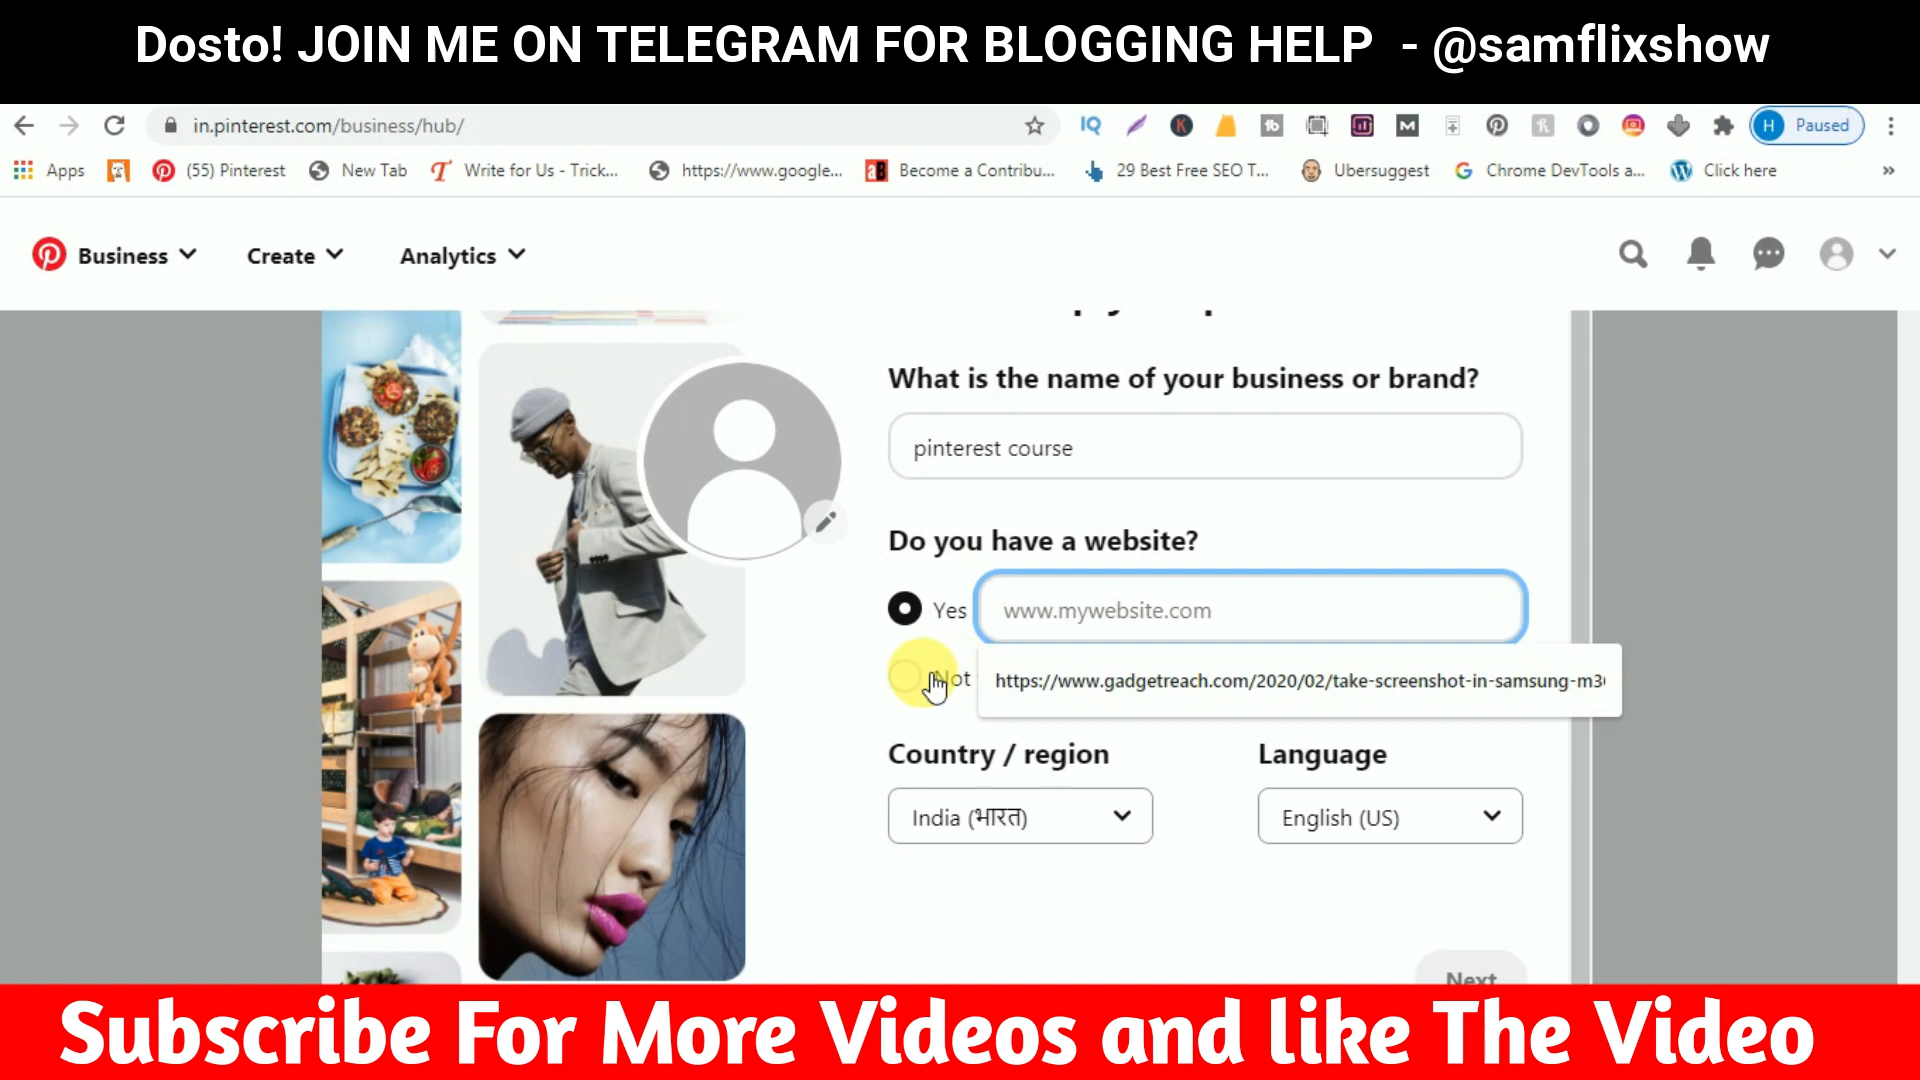 Dosto! JOIN ME ON TELEGRAM FOR BLOGGING HELP - @samflixshow
in.pinterest.com/business/hub/
IQ
K
M
H Paused
Apps
(55) Pinterest
New Tab
Write for Us - Trick...
https://www.google...
Become a Contribu...
29 Best Free SEO T...
Ubersuggest
Chrome DevTools a...
Click here
»
Business
Create
Analytics
What is the name of your business or brand?
pinterest course
Do you have a website?
Yes
www.mywebsite.com
Not
https://www.gadgetreach.com/2020/02/take-screenshot-in-samsung-m3
Country / region
Language
India (भारत)
English (US)
Next
Subscribe For More Videos and like The Video